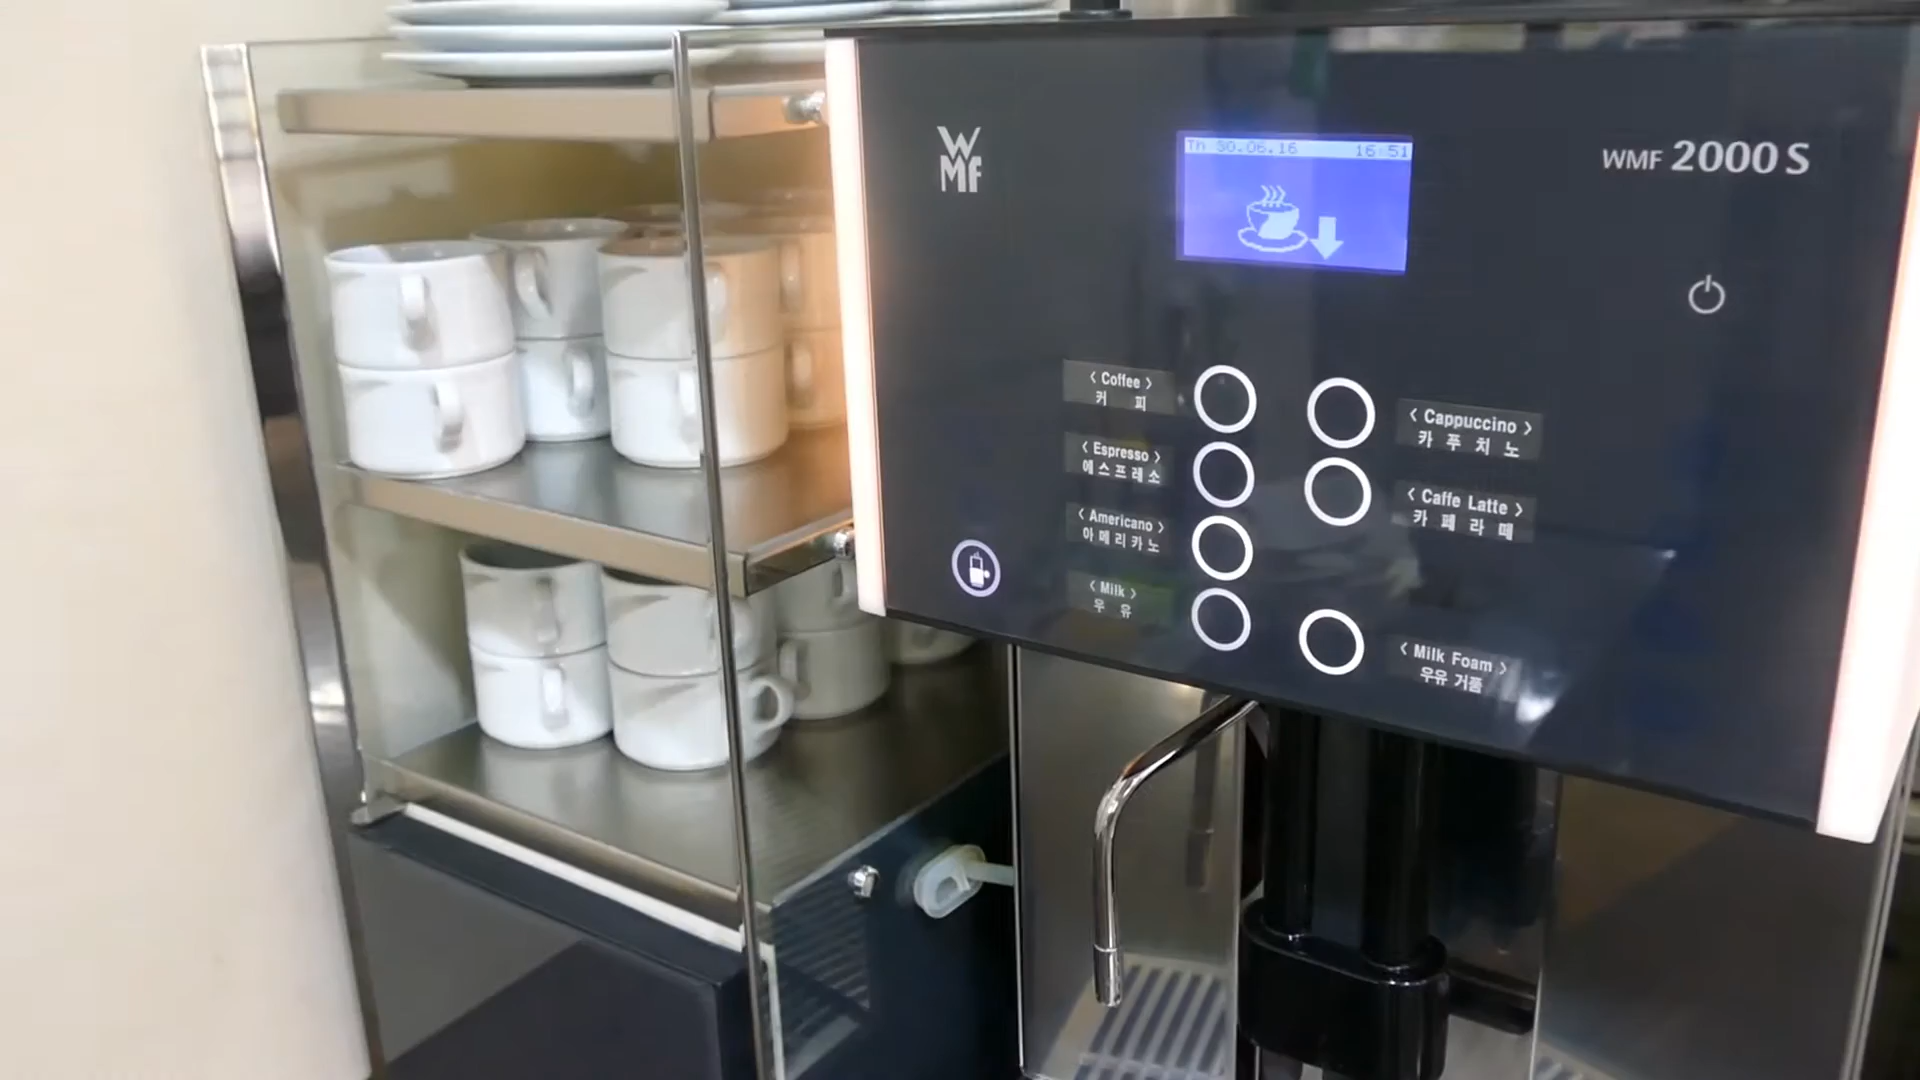 WMF
Th 30.06.16 16:51
WMF 2000 S
< Coffee >
커 피
< Espresso >
에스프레소
< Americano >
아메리카노
< Milk >
우 유
< Cappuccino >
카 푸 치 노
< Caffe Latte >
카 페 라 떼
< Milk Foam >
우유 거품